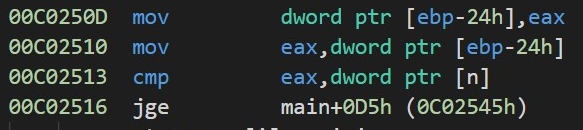 00C0250D mov dword ptr [ebp-24h],eax
00C02510 mov eax,dword ptr [ebp-24h]
00C02513 cmp eax,dword ptr [n]
00C02516 jge main+0D5h (0C02545h)